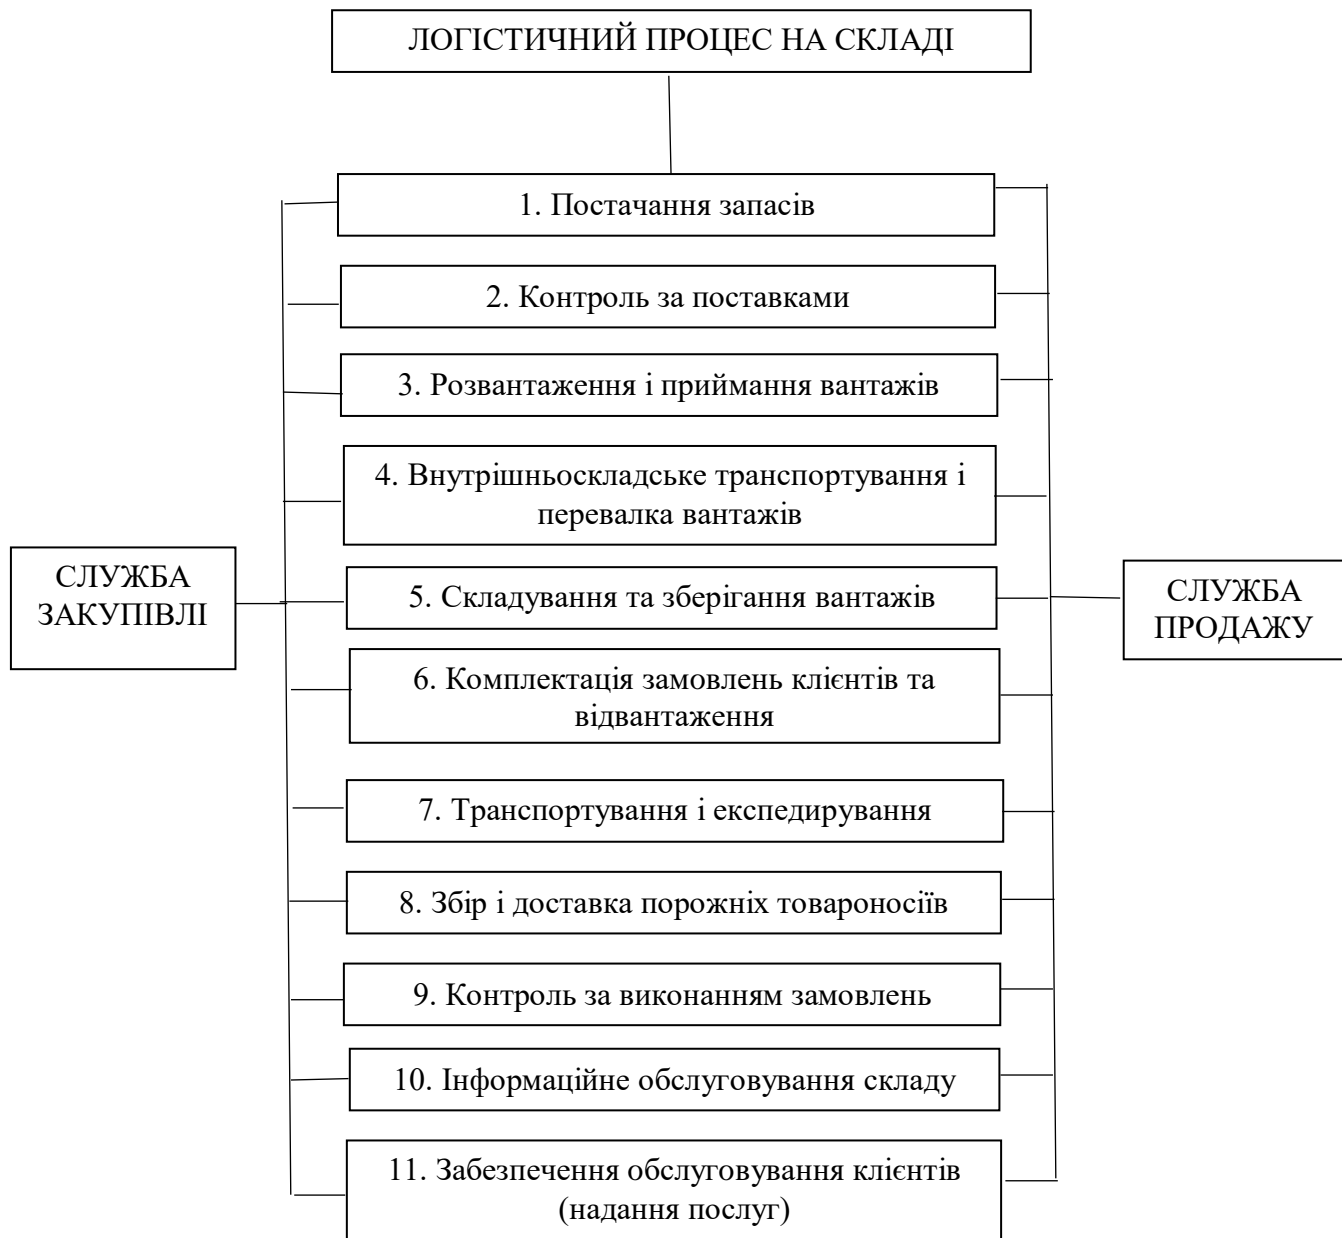 ЛОГІСТИЧНИЙ ПРОЦЕС НА СКЛАДІ
1. Постачання запасів
2. Контроль за поставками
3. Розвантаження і приймання вантажів
4. Внутрішньоскладське транспортування і
перевалка вантажів
СЛУЖБА
ЗАКУПІВЛІ
5. Складування та зберігання вантажів
СЛУЖБА
ПРОДАЖУ
6. Комплектація замовлень клієнтів та
відвантаження
7. Транспортування і експедирування
8. Збір і доставка порожніх товароносіїв
9. Контроль за виконанням замовлень
10. Інформаційне обслуговування складу
11. Забезпечення обслуговування клієнтів
(надання послуг)